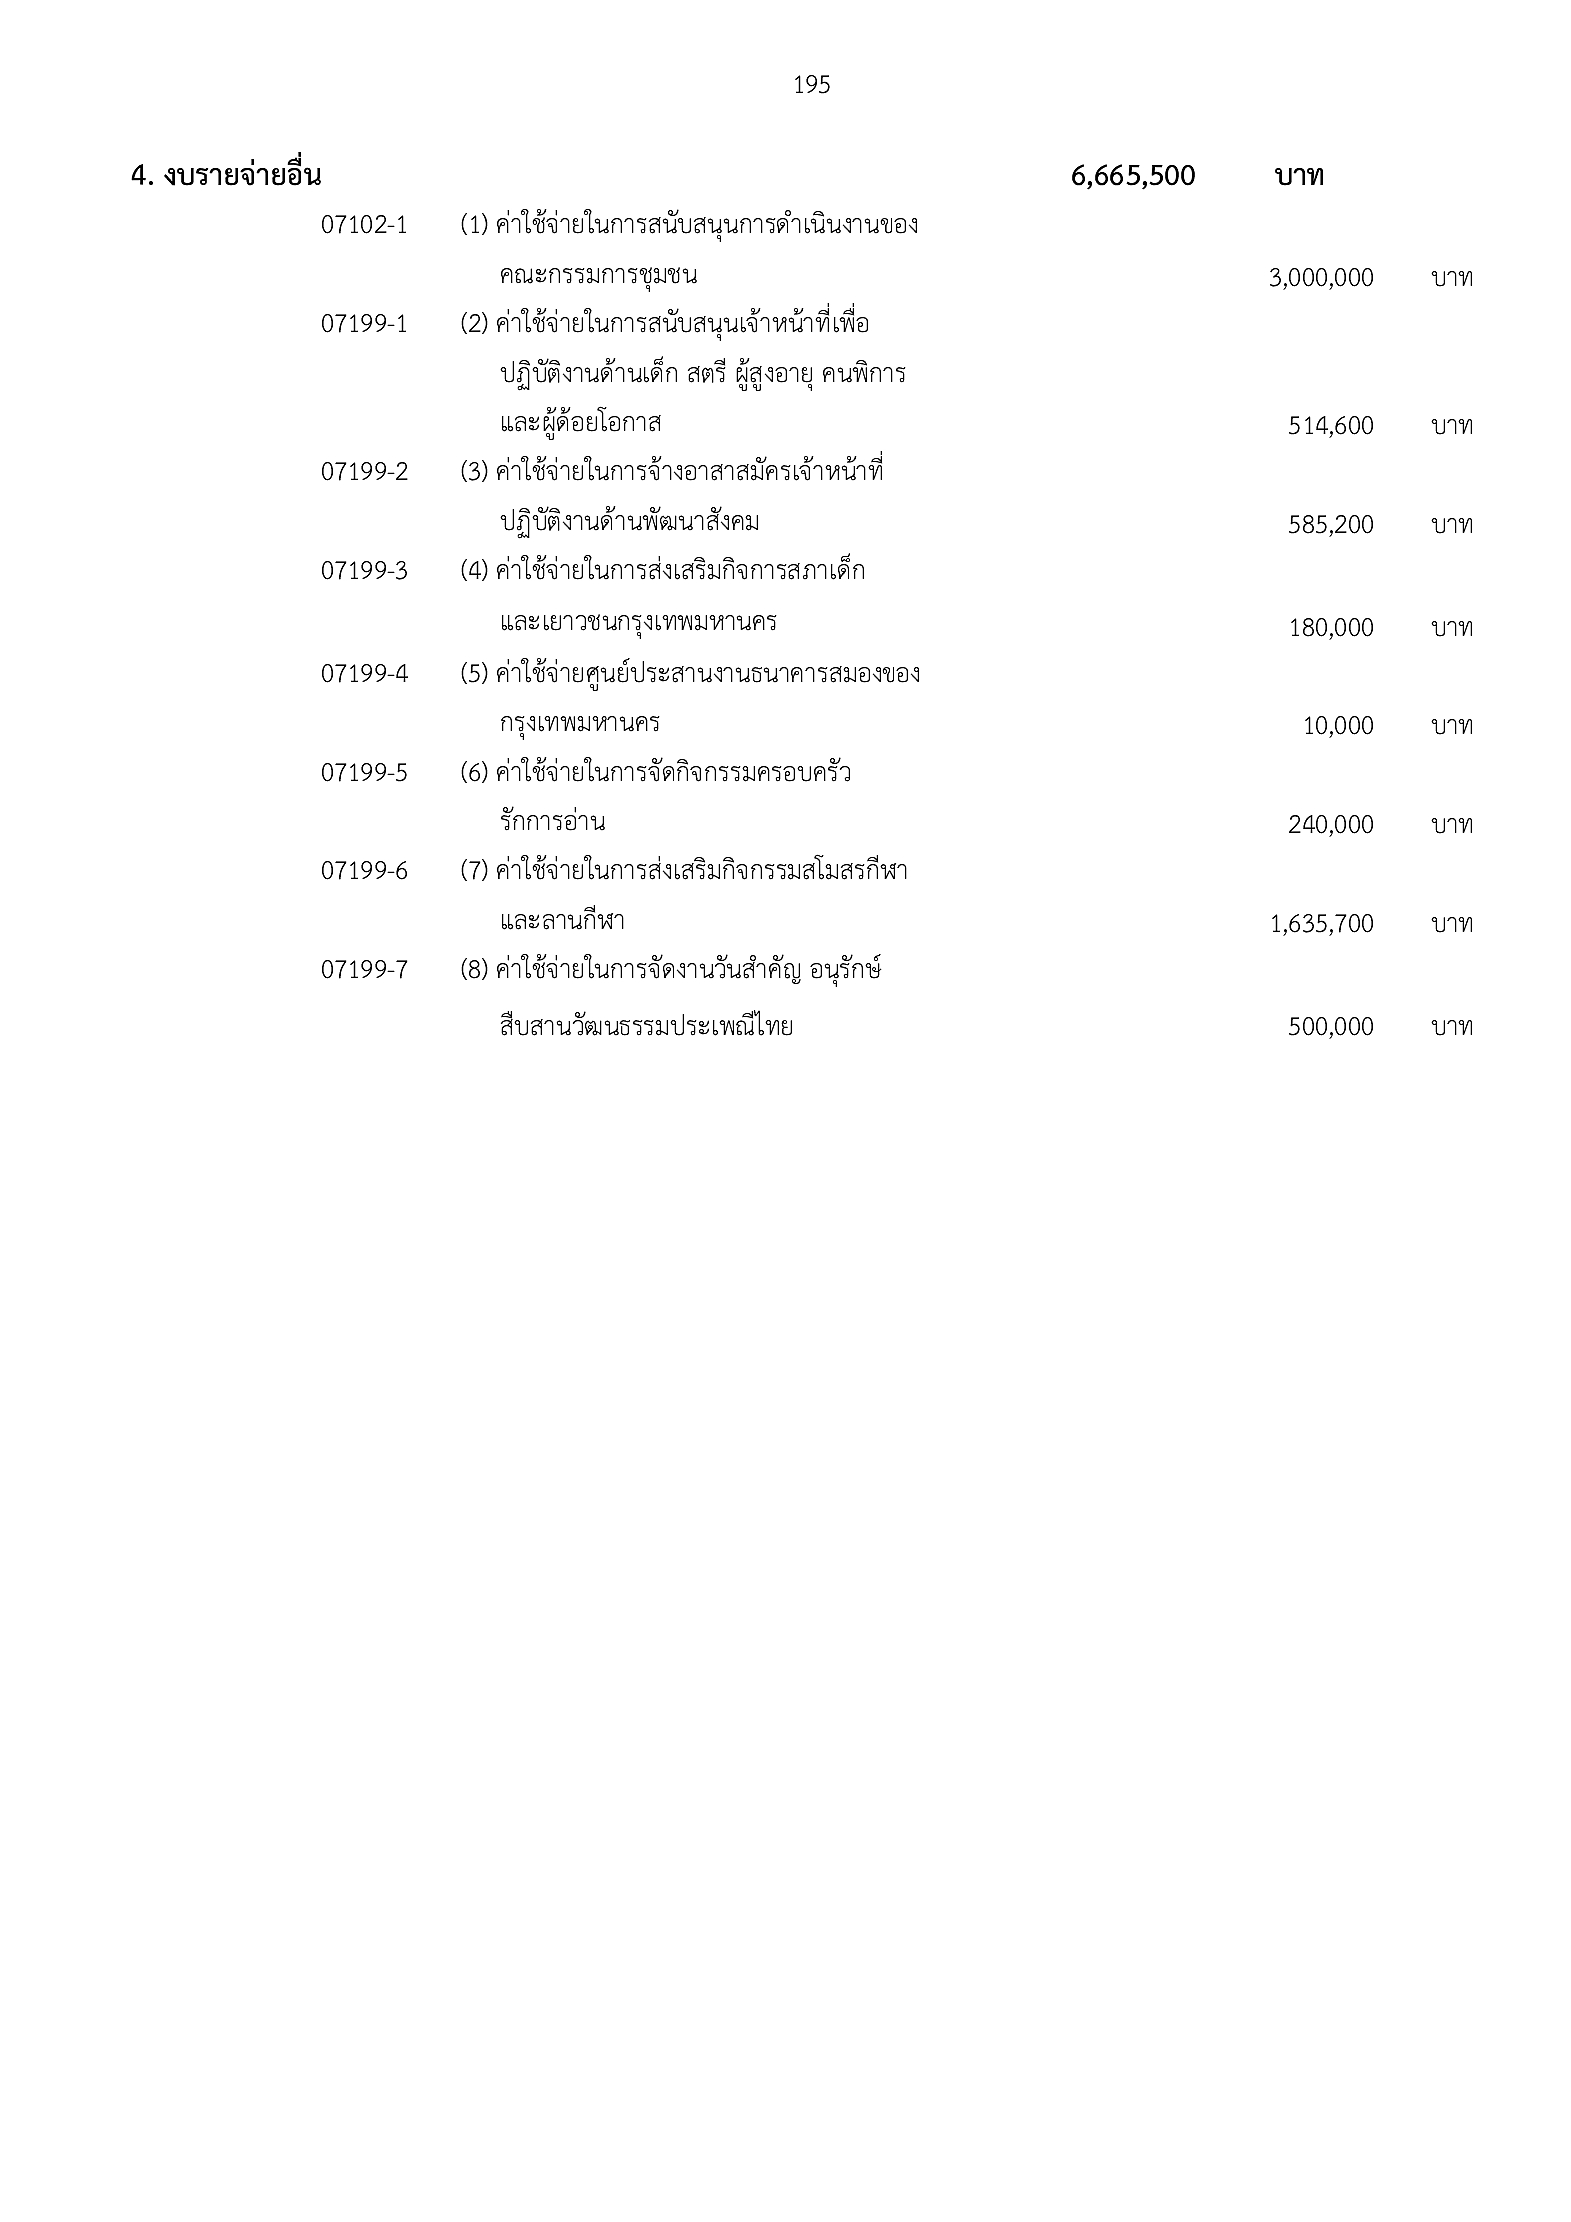 195
4. งบรายจ่ายอื่น 6,665,500 บาท
07102-1 (1) ค่าใช้จ่ายในการสนับสนุนการดำเนินงานของ
คณะกรรมการชุมชน 3,000,000 บาท
07199-1 (2) ค่าใช้จ่ายในการสนับสนุนเจ้าหน้าที่เพื่อ
ปฏิบัติงานด้านเด็ก สตรี ผู้สูงอายุ คนพิการ
และผู้ด้อยโอกาส 514,600 บาท
07199-2 (3) ค่าใช้จ่ายในการจ้างอาสาสมัครเจ้าหน้าที่
ปฏิบัติงานด้านพัฒนาสังคม 585,200 บาท
07199-3 (4) ค่าใช้จ่ายในการส่งเสริมกิจการสภาเด็ก
และเยาวชนกรุงเทพมหานคร 180,000 บาท
07199-4 (5) ค่าใช้จ่ายศูนย์ประสานงานธนาคารสมองของ
กรุงเทพมหานคร 10,000 บาท
07199-5 (6) ค่าใช้จ่ายในการจัดกิจกรรมครอบครัว
รักการอ่าน 240,000 บาท
07199-6 (7) ค่าใช้จ่ายในการส่งเสริมกิจกรรมสโมสรกีฬา
และลานกีฬา 1,635,700 บาท
07199-7 (8) ค่าใช้จ่ายในการจัดงานวันสำคัญ อนุรักษ์
สืบสานวัฒนธรรมประเพณีไทย 500,000 บาท